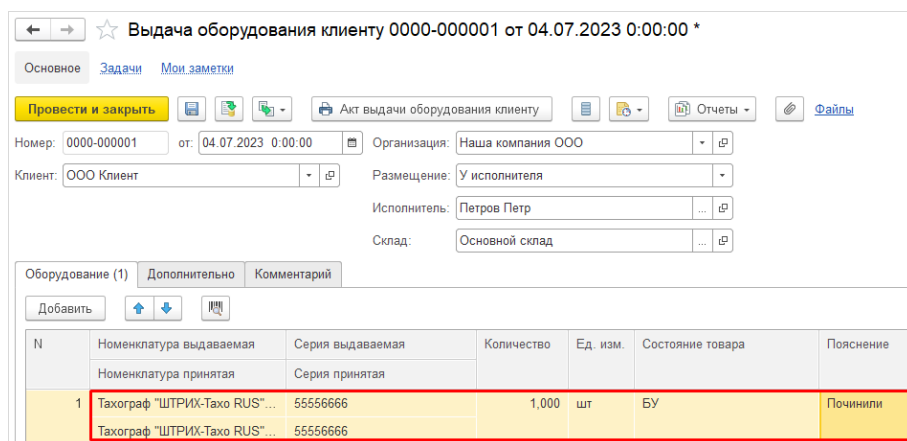 Выдача оборудования клиенту 0000-000001 от 04.07.2023 0:00:00 *
Основное Задачи Мои заметки
Провести и закрыть Акт выдачи оборудования клиенту Отчеты Файлы
Номер: 0000-000001 от: 04.07.2023 0:00:00 Организация: Наша компания ООО
Клиент: ООО Клиент Размещение: У исполнителя
Исполнитель: Петров Петр ...
Склад: Основной склад ...
Оборудование (1) Дополнительно Комментарий
Добавить
N Номенклатура выдаваемая Серия выдаваемая Количество Ед. изм. Состояние товара Пояснение
Номенклатура принятая Серия принятая
1 Тахограф "ШТРИХ-Тахо RUS"... 55556666 1,000 шт БУ Починили
Тахограф "ШТРИХ-Тахо RUS"... 55556666